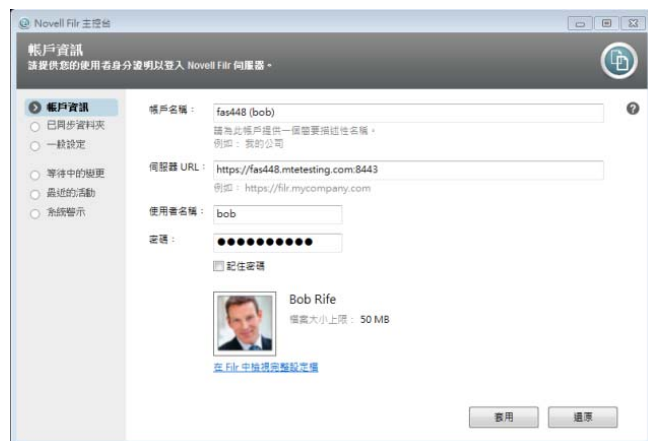 Novell Filr 主控台
帳戶資訊
請提供您的使用者身分證明以登入 Novell Filr 伺服器。
帳戶資訊
已同步資料夾
一般設定
等待中的變更
最近的活動
系統警示
帳戶名稱：
fas448 (bob)
請為此帳戶提供一個簡要描述性名稱。
例如： 我的公司
伺服器 URL：
https://fas448.mtetesting.com:8443
例如： https://filr.mycompany.com
使用者名稱：
bob
密碼：
記住密碼
Bob Rife
檔案大小上限： 50 MB
在 Filr 中檢視完整設定檔
套用
還原